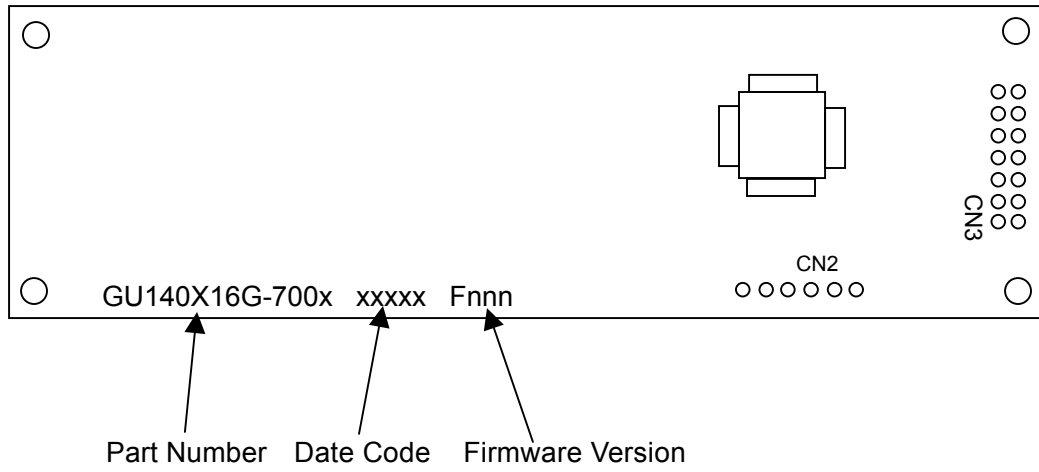 CN3
CN2
GU140X16G-700x xxxxx Fnnn
Part Number Date Code Firmware Version